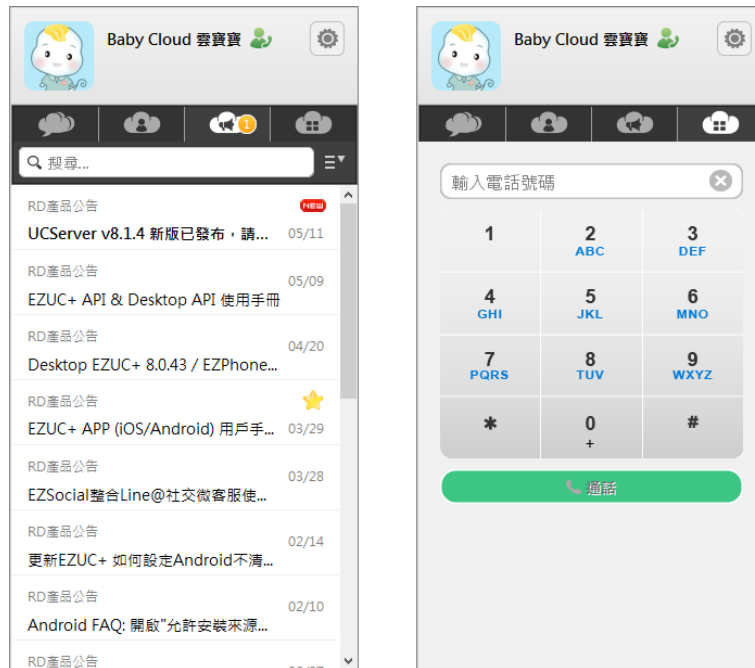 Baby Cloud 雲寶寶
1
搜尋...
RD產品公告
NEW
UCServer v8.1.4 新版已發布，請... 05/11
RD產品公告
05/09
EZUC+ API & Desktop API 使用手冊
RD產品公告
04/20
Desktop EZUC+ 8.0.43 / EZPhone...
RD產品公告
EZUC+ APP (iOS/Android) 用戶手... 03/29
RD產品公告
03/28
EZSocial整合Line@社交微客服使...
RD產品公告
02/14
更新EZUC+ 如何設定Android不清...
RD產品公告
02/10
Android FAQ: 開啟"允許安裝來源...
RD產品公告
Baby Cloud 雲寶寶
輸入電話號碼
1 2 3
ABC DEF
4 5 6
GHI JKL MNO
7 8 9
PQRS TUV WXYZ
* 0 #
+
通話